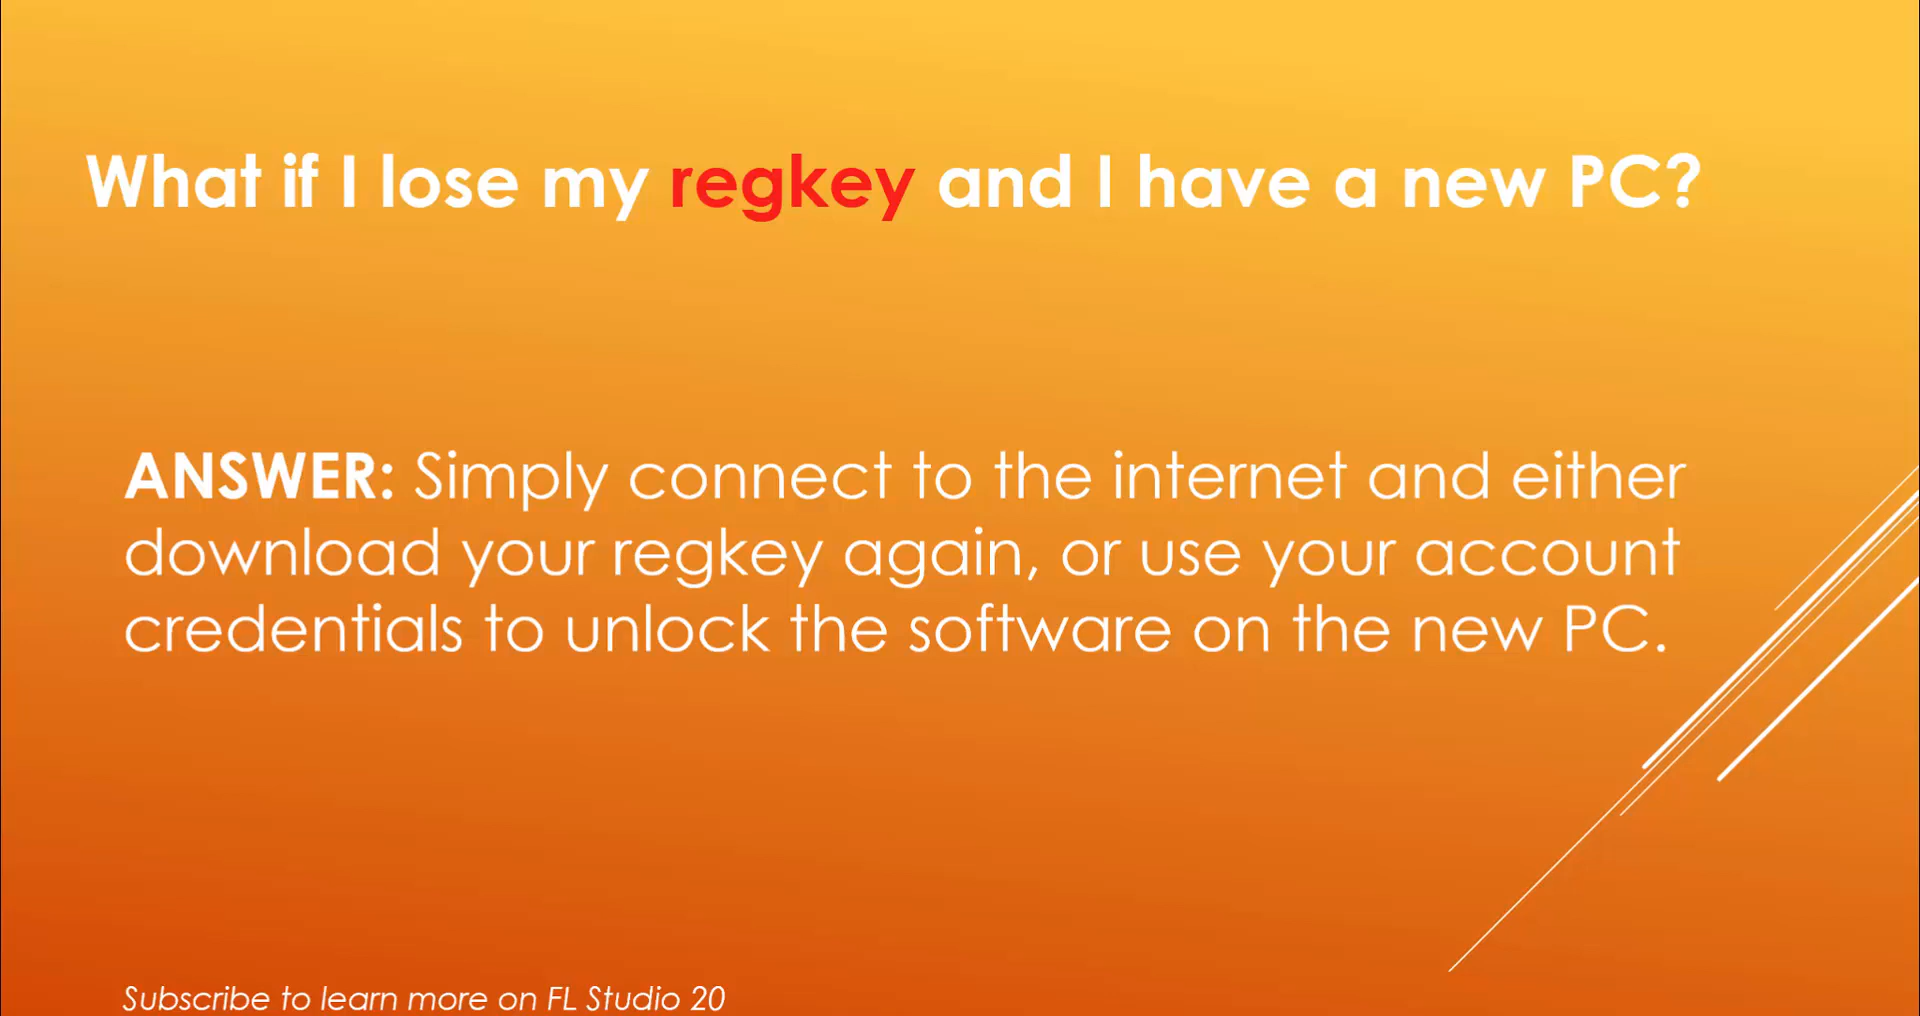 What if I lose my regkey and I have a new PC?
ANSWER: Simply connect to the internet and either
download your regkey again, or use your account
credentials to unlock the software on the new PC.
Subscribe to learn more on FL Studio 20